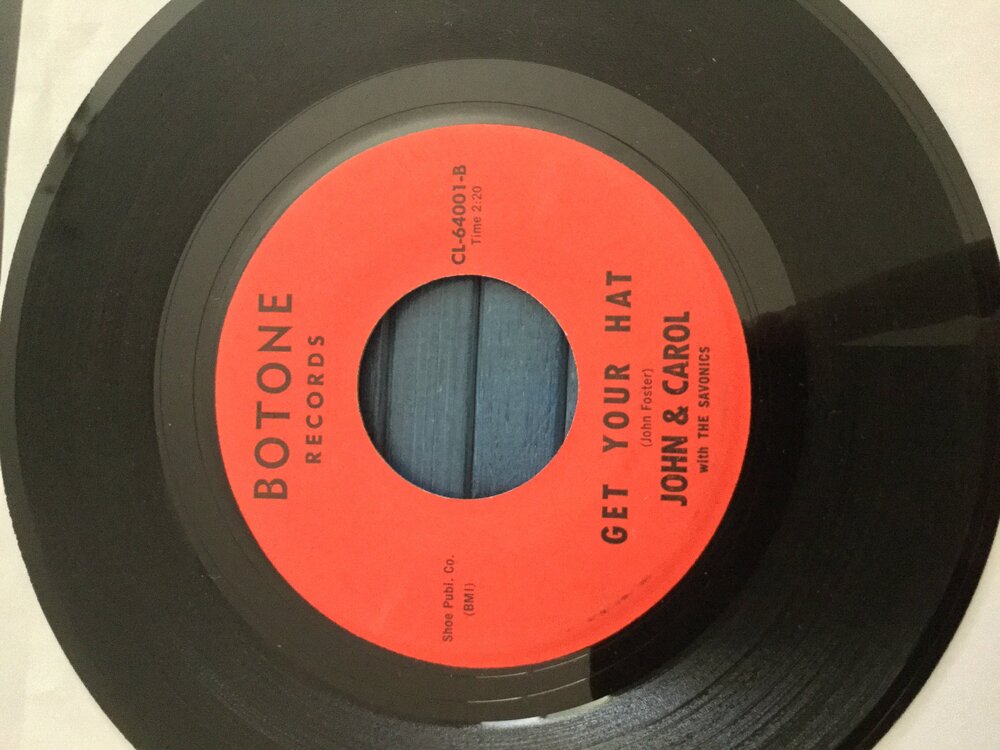 BOTONE
RECORDS
Shoe Publ. Co.
(BMI)
CL-64001-B
Time 2:20
GET YOUR HAT
(John Foster)
JOHN & CAROL
with THE SAVONICS